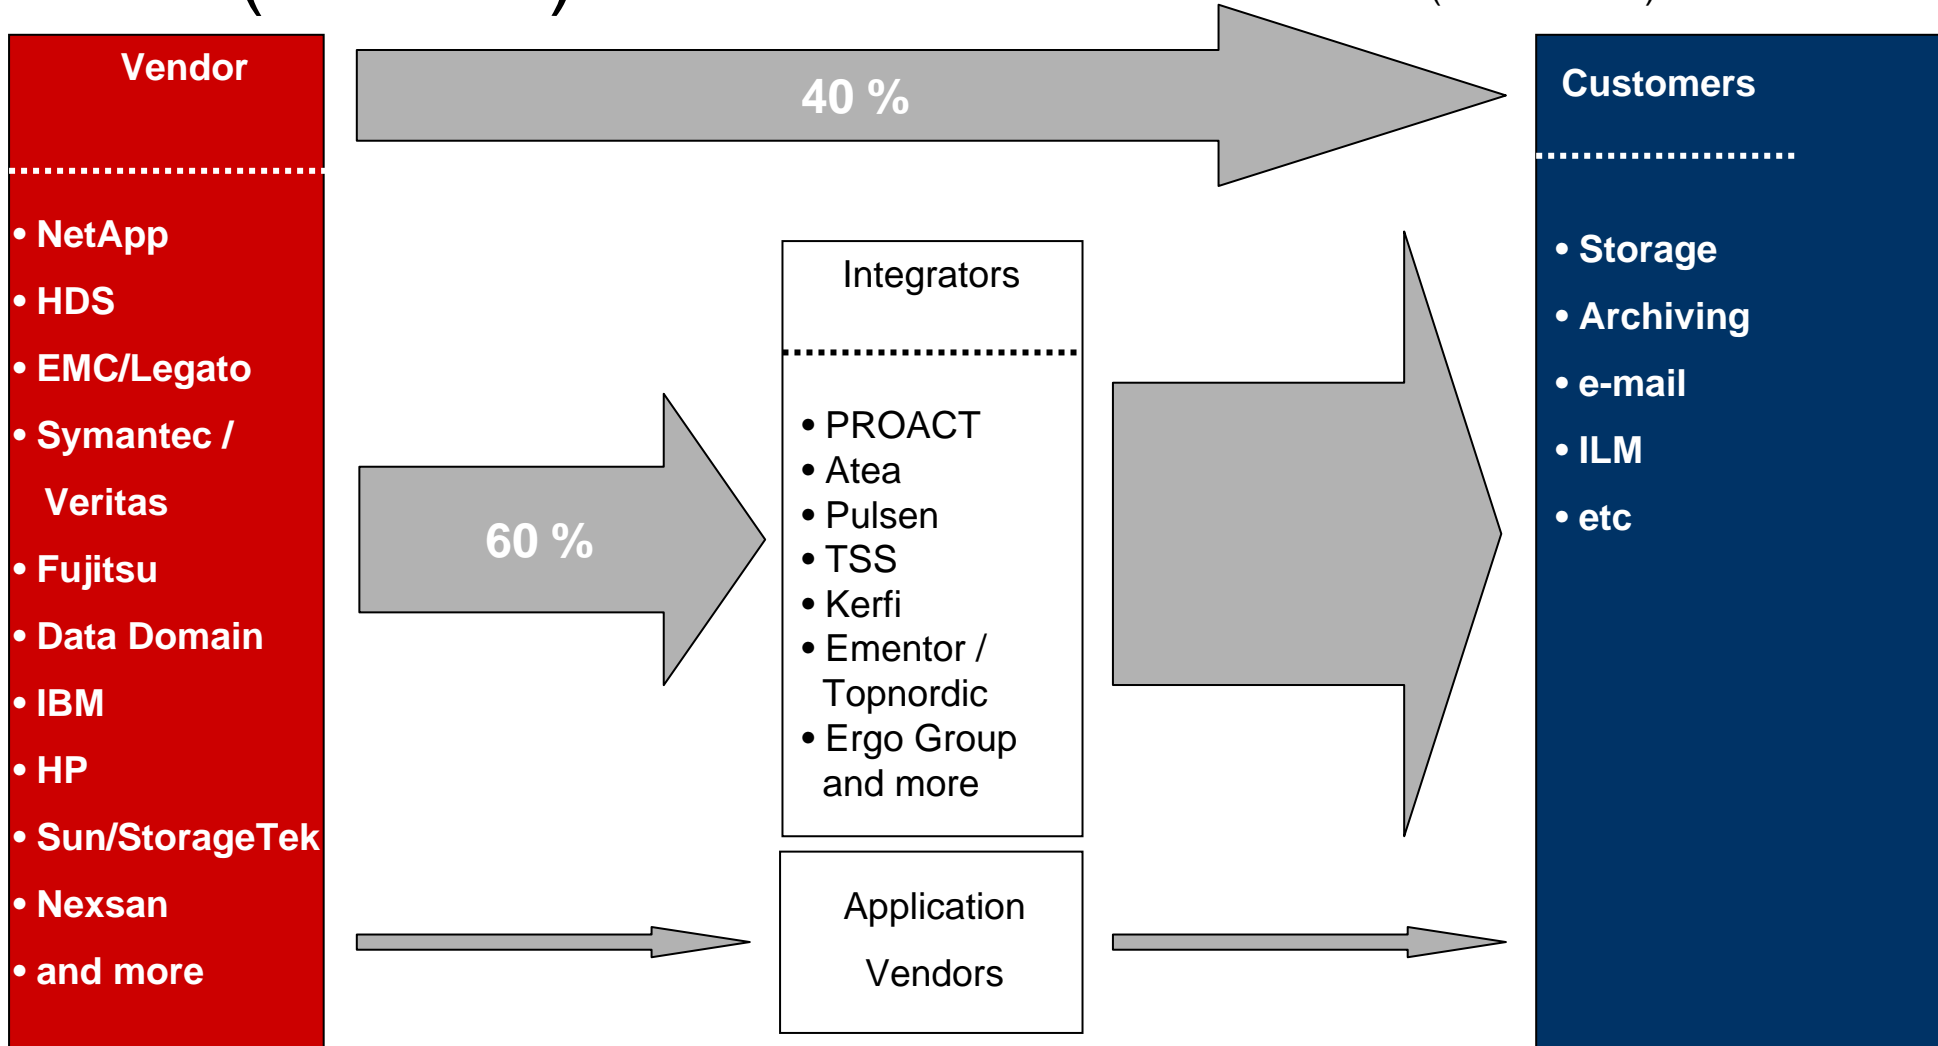 Vendor
• NetApp
• HDS
• EMC/Legato
• Symantec /
Veritas
• Fujitsu
• Data Domain
• IBM
• HP
• Sun/StorageTek
• Nexsan
• and more
40 %
60 %
Integrators
• PROACT
• Atea
• Pulsen
• TSS
• Kerfi
• Ementor /
Topnordic
• Ergo Group
and more
Application
Vendors
Customers
• Storage
• Archiving
• e-mail
• ILM
• etc